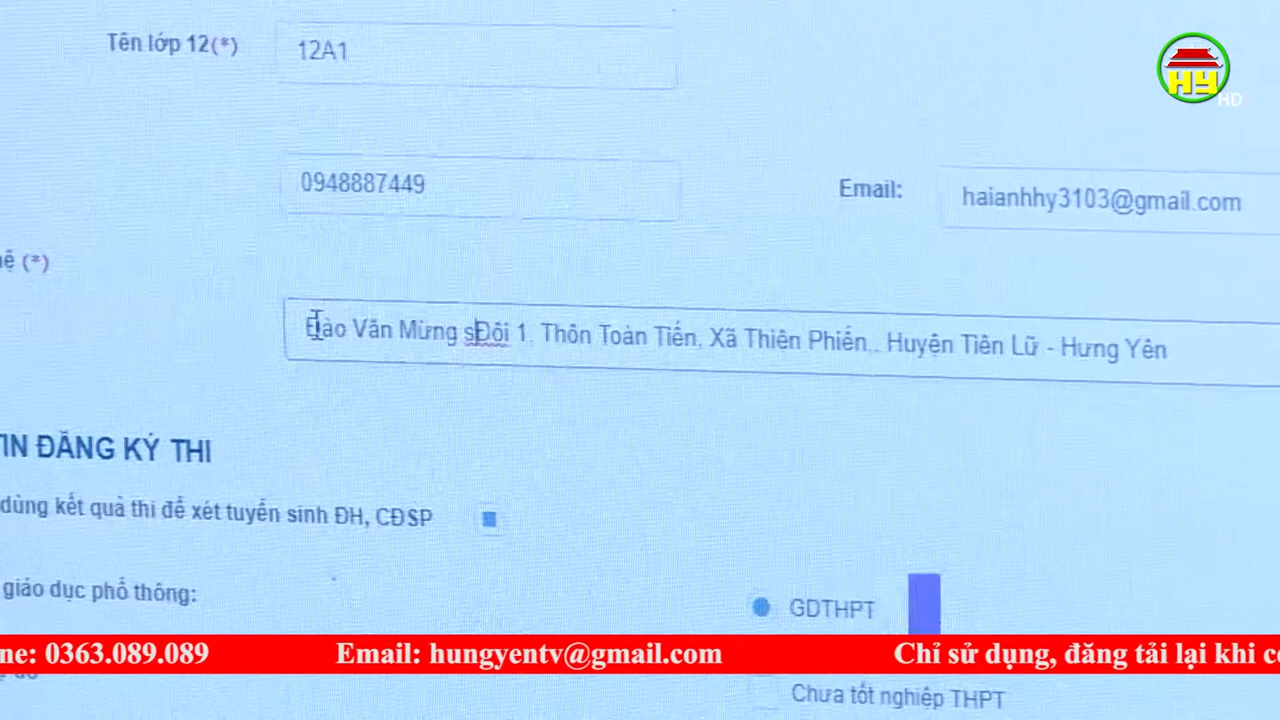 Tên lớp 12(*) 12A1
HY
HD
0948887449 Email: haianhhy3103@gmail.com
(*)
Đào Văn Mừng sĐôi 1, Thôn Toàn Tiến, Xã Thiện Phiến,. Huyện Tiên Lữ - Hưng Yên
TIN ĐĂNG KÝ THI
dùng kết quả thi để xét tuyển sinh ĐH, CĐSP
giáo dục phổ thông: GDTHPT
ne: 0363.089.089 Email: hungyentv@gmail.com Chỉ sử dụng, đăng tải lại khi
Chưa tốt nghiệp THPT